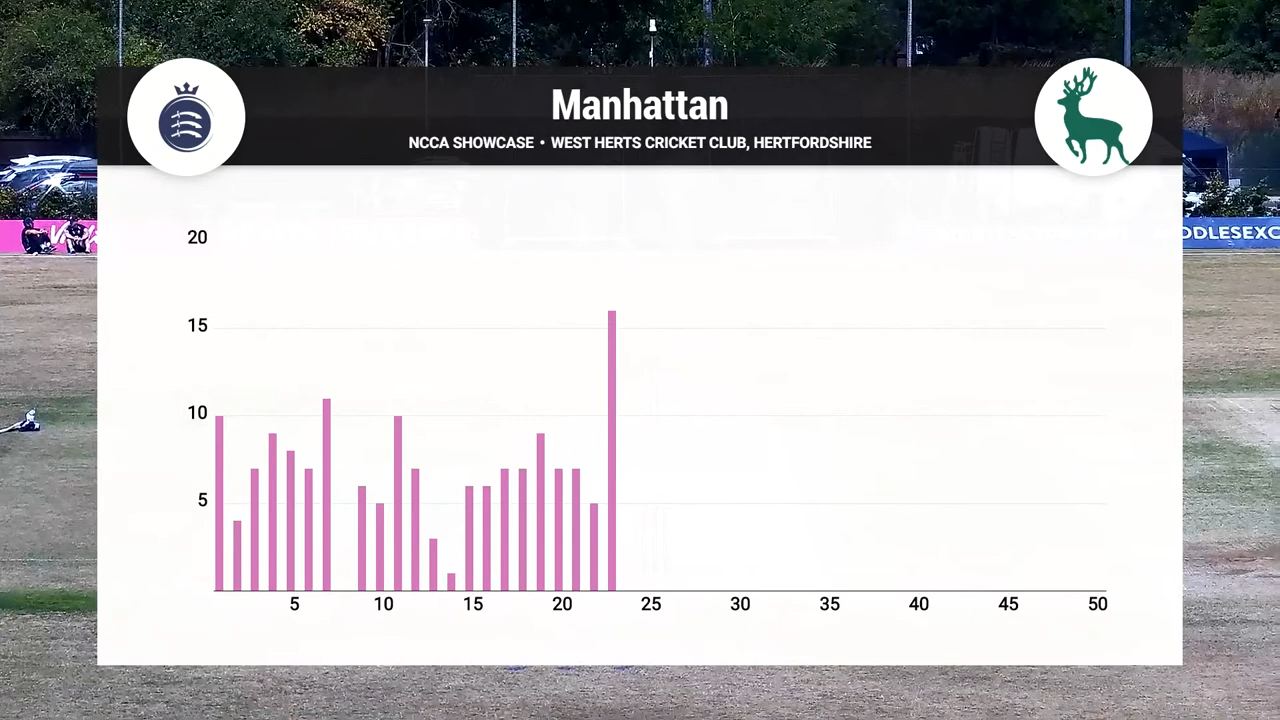 Manhattan
NCCA SHOWCASE • WEST HERTS CRICKET CLUB, HERTFORDSHIRE
20
15
10
5
5 10 15 20 25 30 35 40 45 50
DDLESEXC